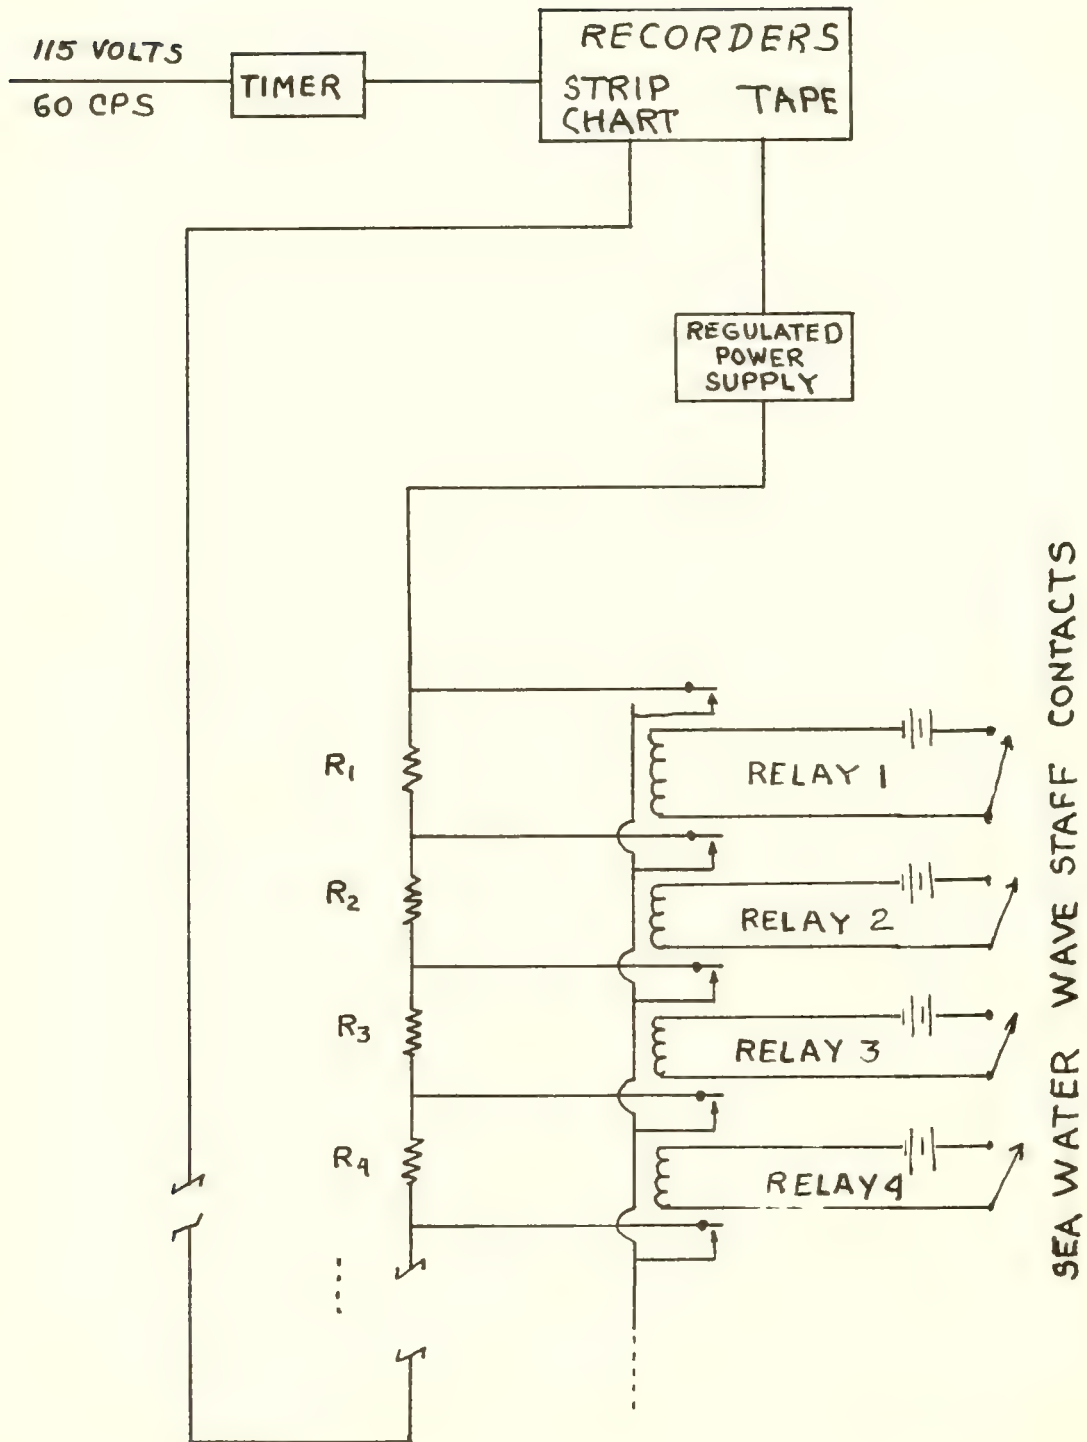 115 VOLTS
60 CPS
TIMER
RECORDERS
STRIP
CHART
TAPE
REGULATED
POWER
SUPPLY
R1
RELAY 1
R2
RELAY 2
R3
RELAY 3
R4
RELAY 4
SEA WATER WAVE STAFF CONTACTS